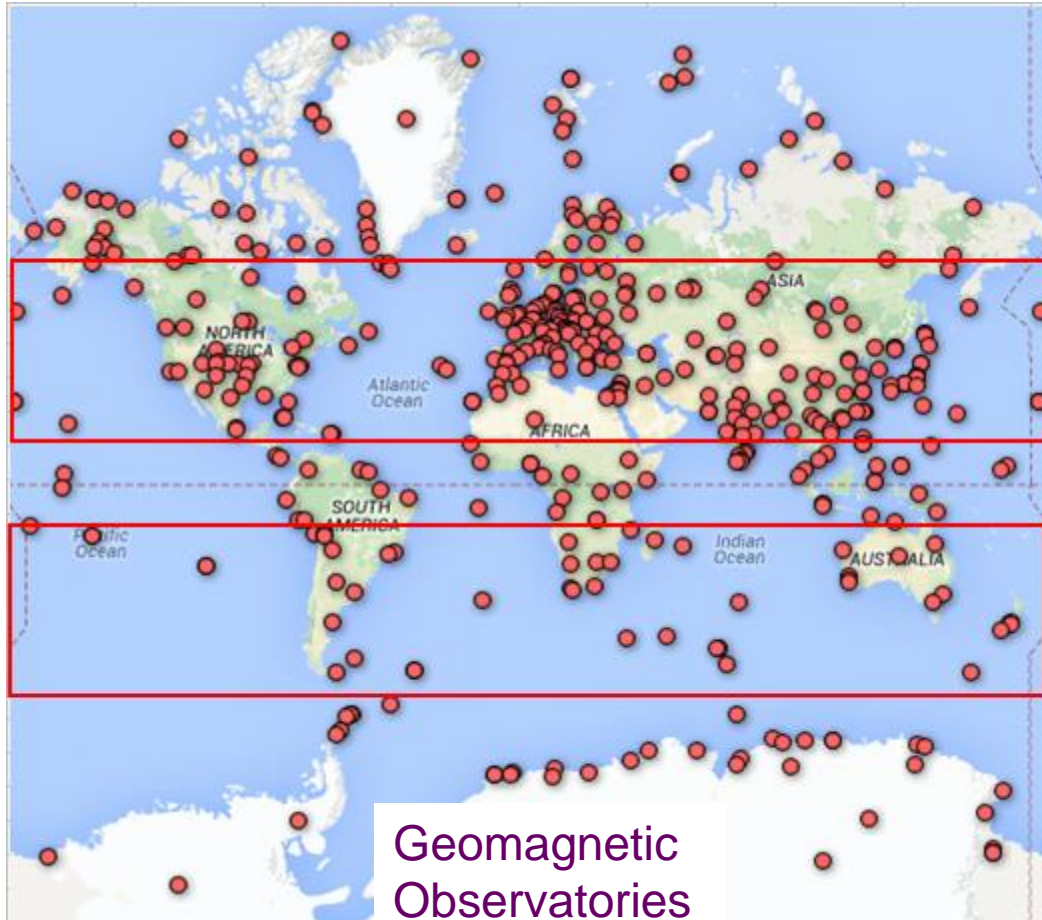 ASIA
NORTH
AMERICA
Atlantic
Ocean
AFRICA
SOUTH
AMERICA
Pacific
Ocean
Indian
Ocean
AUSTRALIA
Geomagnetic
Observatories